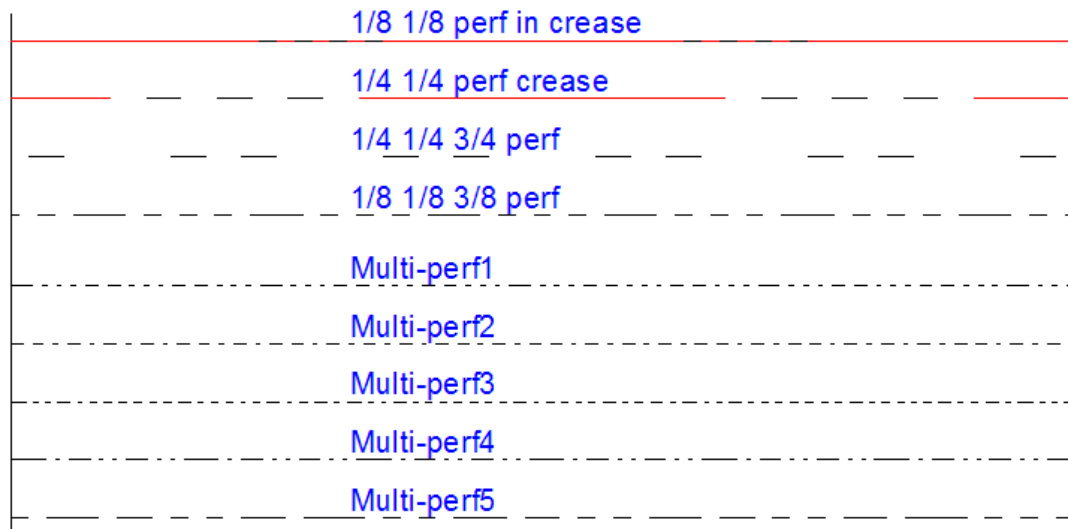 1/8 1/8 perf in crease
1/4 1/4 perf crease
1/4 1/4 3/4 perf
1/8 1/8 3/8 perf
Multi-perf1
Multi-perf2
Multi-perf3
Multi-perf4
Multi-perf5